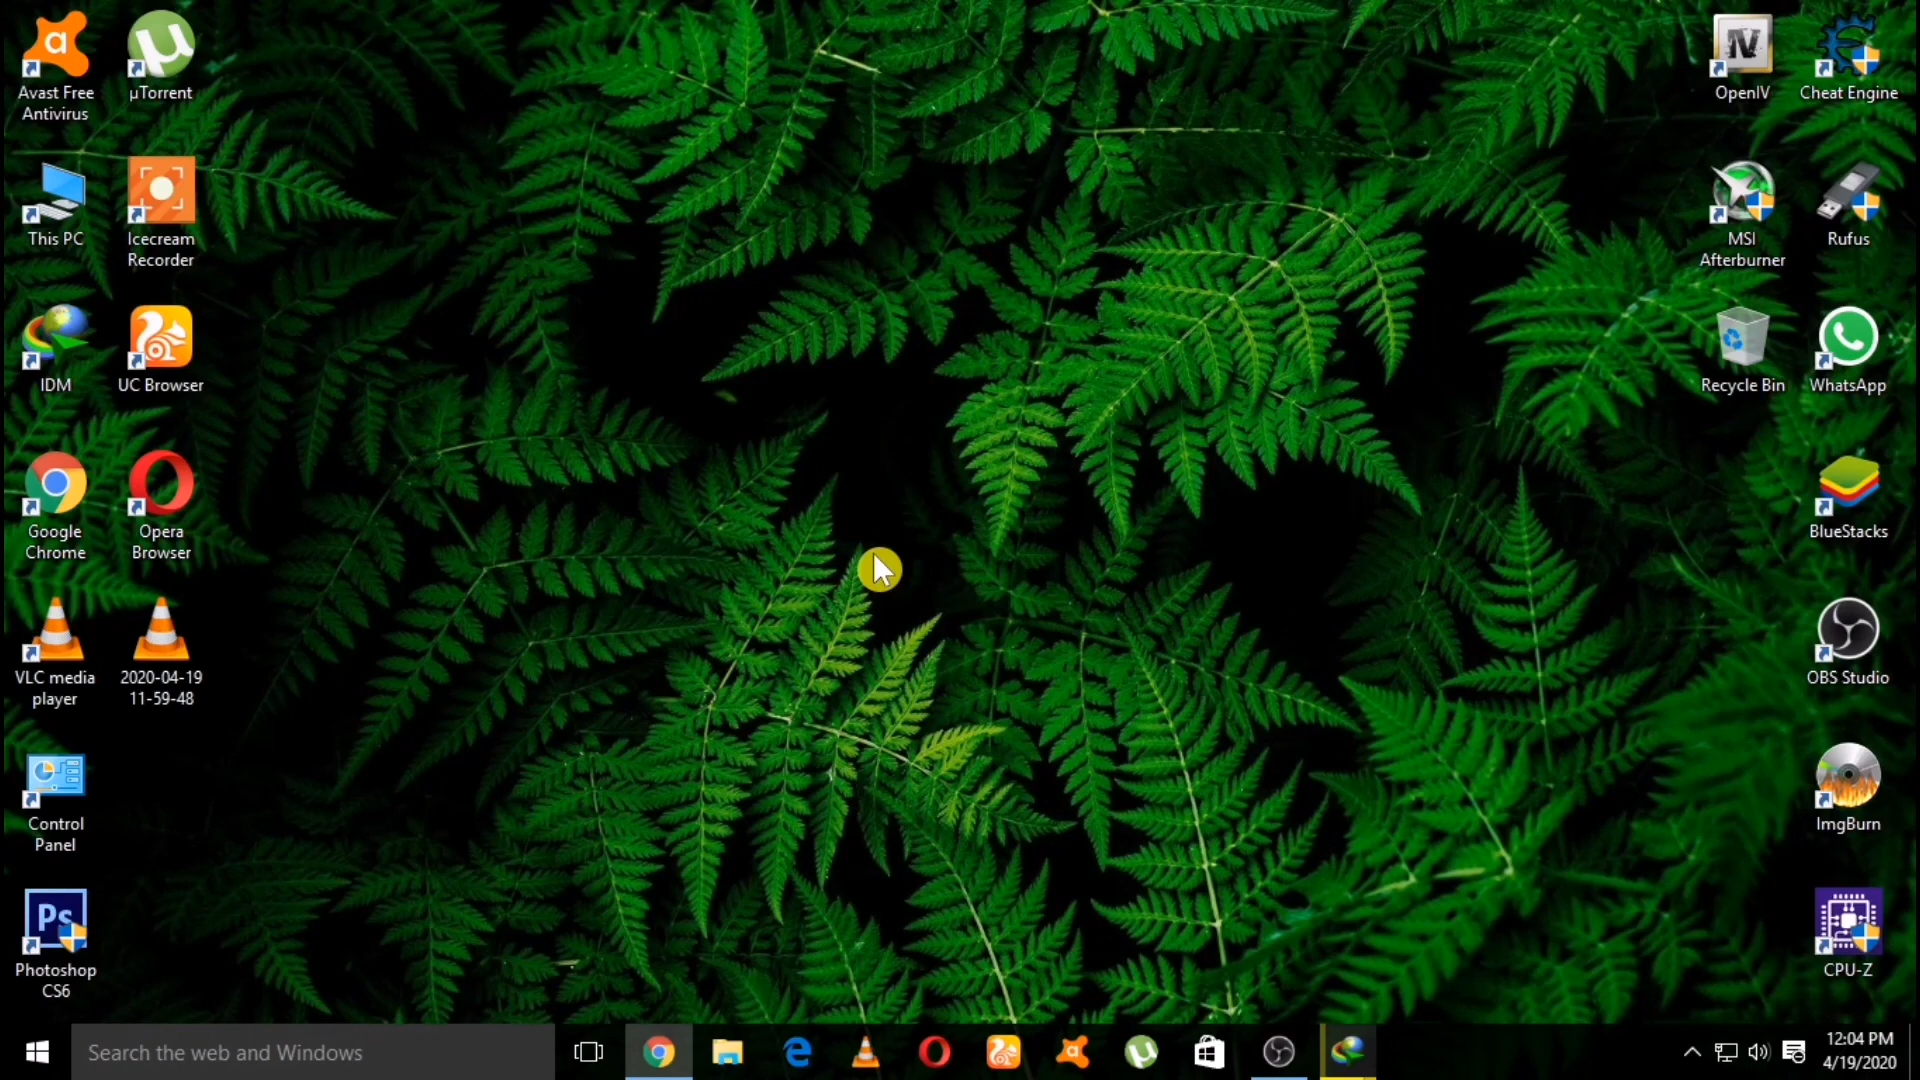 Avast Free
Antivirus
µTorrent
This PC
Icecream
Recorder
IDM
UC Browser
Google
Chrome
Opera
Browser
VLC media
player
2020-04-19
11-59-48
Control
Panel
Ps
Photoshop
CS6
IV
OpenIV
Cheat Engine
MSI
Afterburner
Rufus
Recycle Bin
WhatsApp
BlueStacks
OBS Studio
ImgBurn
CPU-Z
Search the web and Windows
12:04 PM
4/19/2020